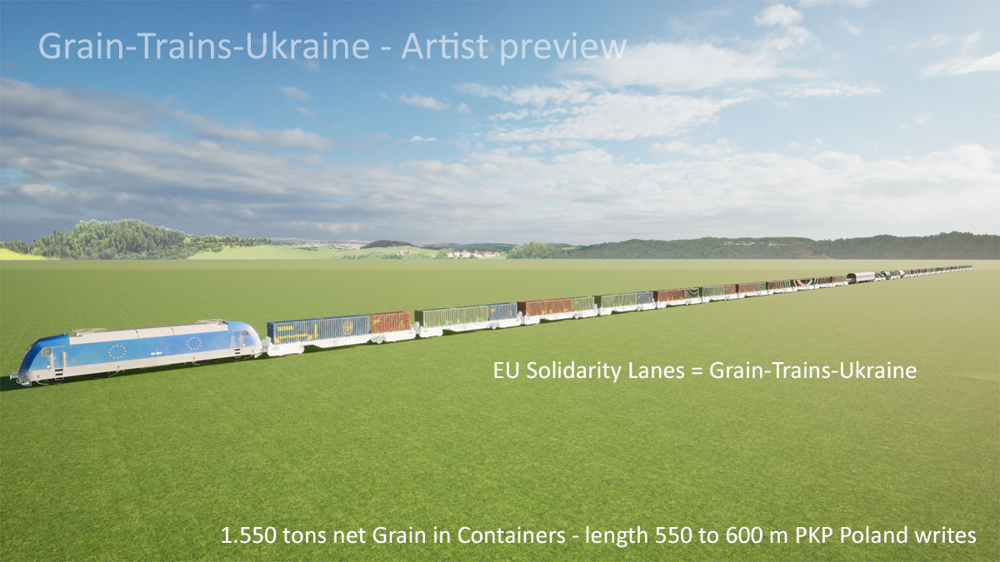 Grain-Trains-Ukraine - Artist preview
EU Solidarity Lanes = Grain-Trains-Ukraine
1.550 tons net Grain in Containers - length 550 to 600 m PKP Poland writes